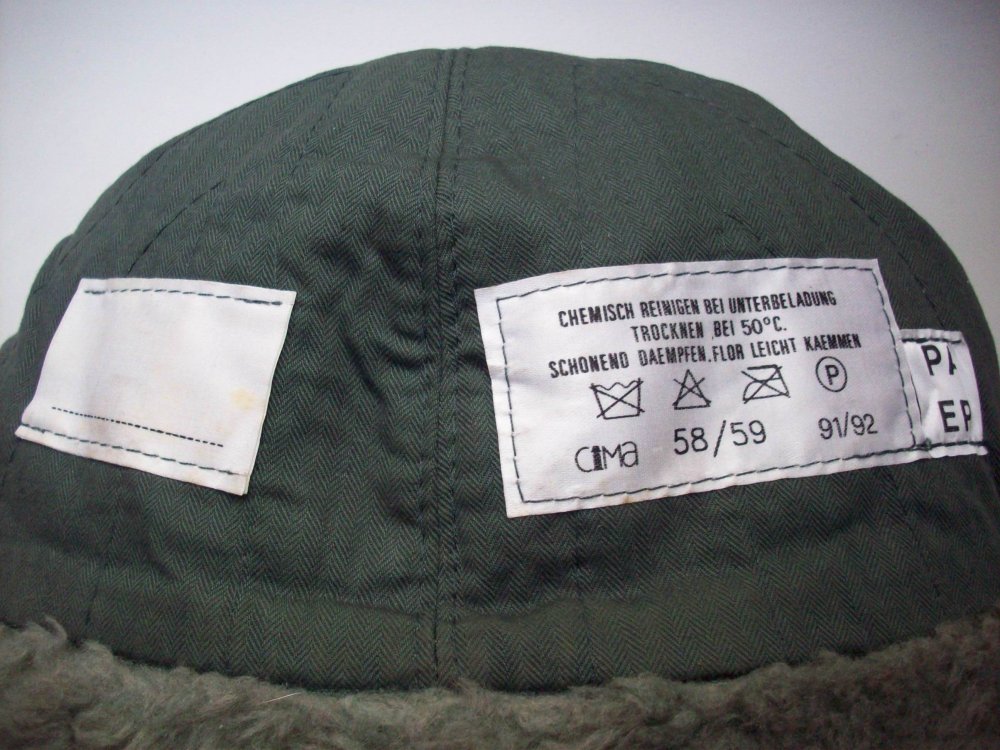 CHEMISCH REINIGEN BEI UNTERBELADUNG
TROCKNEN BEI 50°C.
SCHONEND DAEMPFEN,FLOR LEICHT KAEMMEN
P
CiMa 58/59 91/92
PA
EP